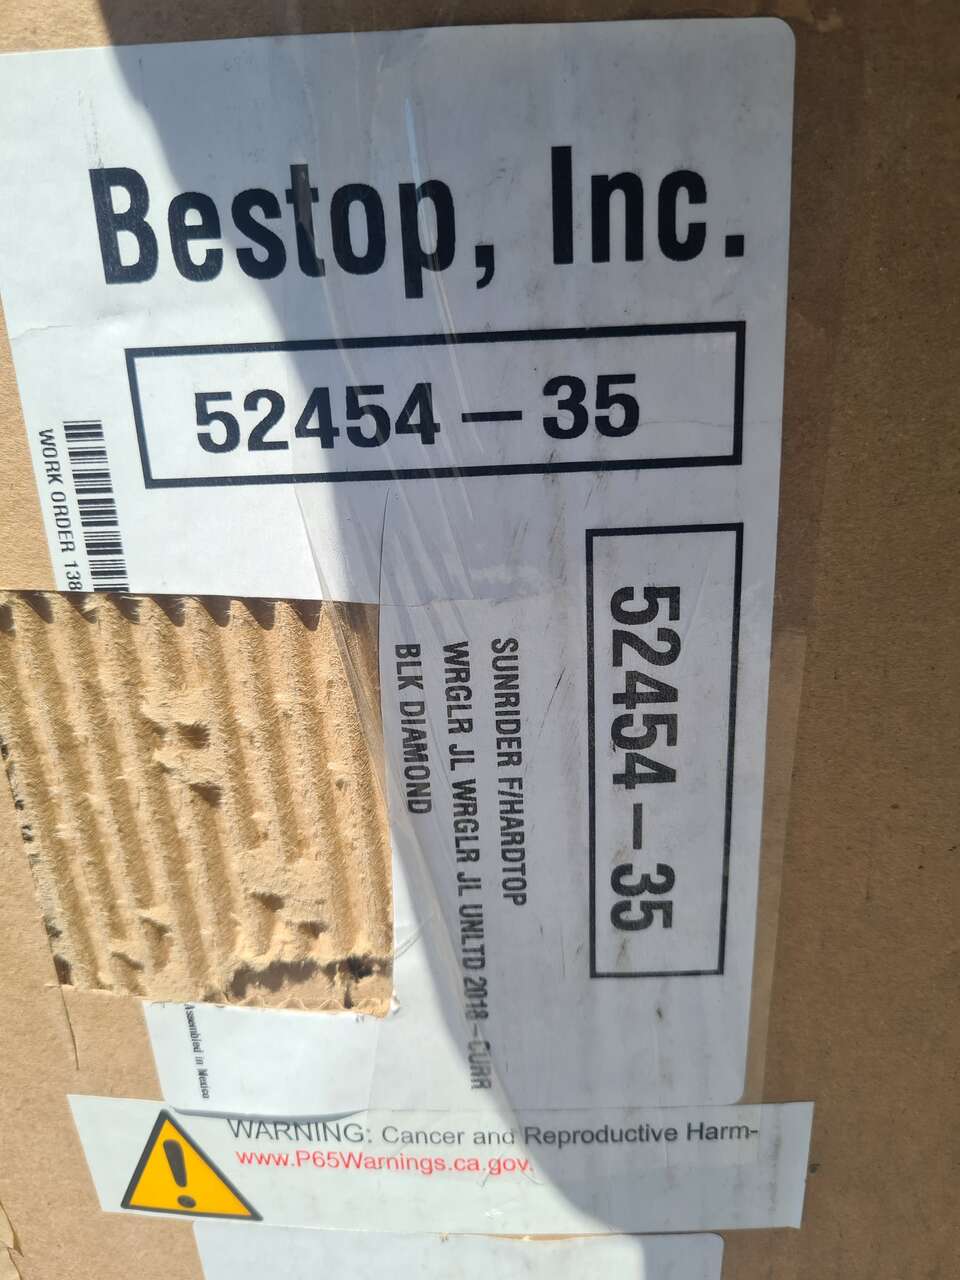 Bestop, Inc.
52454-35
WORK ORDER 138
52454-35
SUNRIDER F/HARDTOP
WRGLR JL WRGLR JL UNLTD 2018-CURR
BLK DIAMOND
Assembled in Mexico
WARNING: Cancer and Reproductive Harm-
www.P65Warnings.ca.gov.